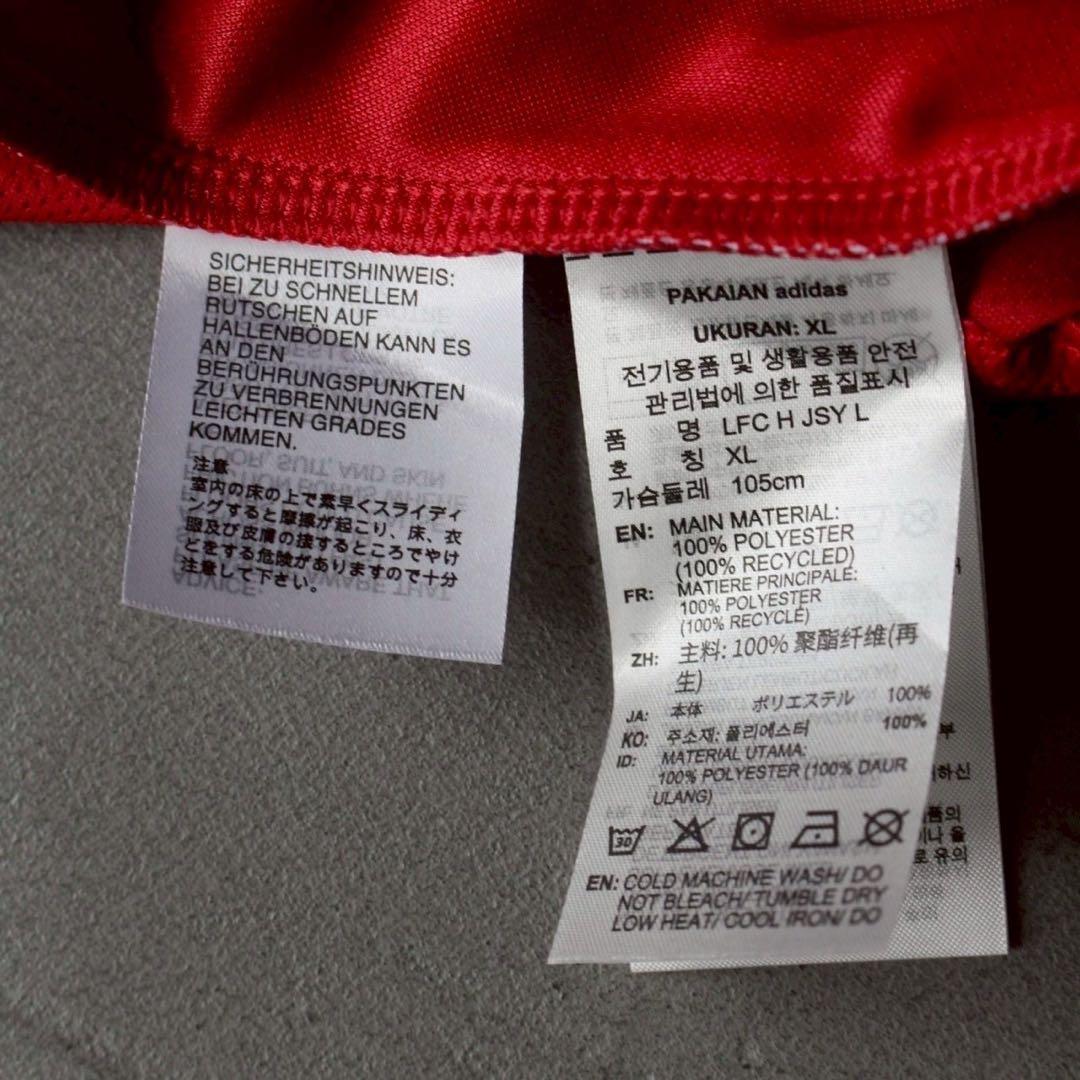 SICHERHEITSHINWEIS:
BEI ZU SCHNELLEM
RUTSCHEN AUF
HALLENBÖDEN KANN ES
AN DEN
BERÜHRUNGSPUNKTEN
ZU VERBRENNUNGEN
LEICHTEN GRADES
KOMMEN.
注意
室内の床の上で素早くスライディ
ングすると摩擦が起こり、床、衣
服及び皮膚の接するところでやけ
どをする危険がありますので十分
注意して下さい。
PAKAIAN adidas
UKURAN: XL
전기용품 및 생활용품 안전
관리법에 의한 품질표시
품 명 LFC H JSY L
호 칭 XL
가슴둘레 105cm
EN: MAIN MATERIAL:
100% POLYESTER
(100% RECYCLED)
FR: MATIERE PRINCIPALE:
100% POLYESTER
(100% RECYCLÉ)
ZH: 主料: 100% 聚酯纤维(再
生)
JA: 本体 ポリエステル 100%
KO: 주소재: 폴리에스터 100%
ID: MATERIAL UTAMA:
100% POLYESTER (100% DAUR
ULANG)
30
EN: COLD MACHINE WASH/ DO
NOT BLEACH/ TUMBLE DRY
LOW HEAT/ COOL IRON/ DO